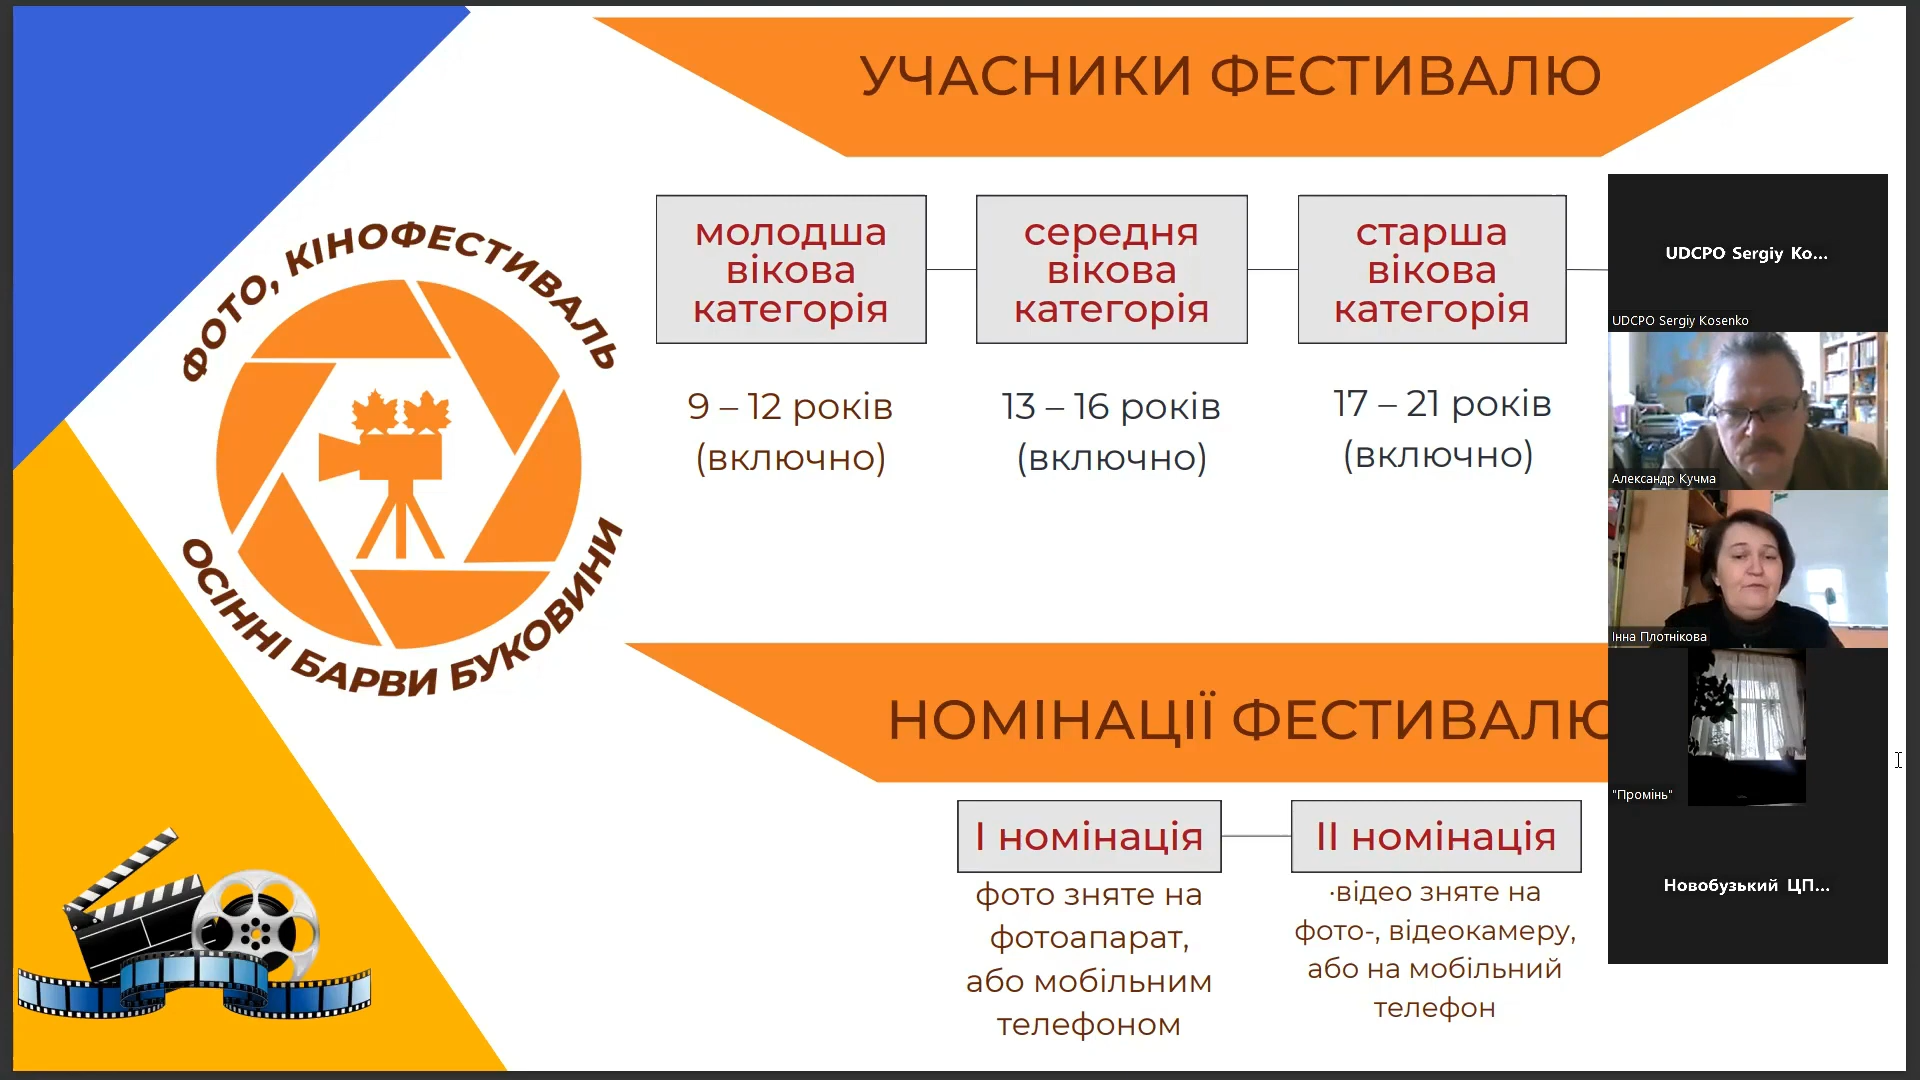 УЧАСНИКИ ФЕСТИВАЛЮ
ФОТО, КІНОФЕСТИВАЛЬ
ОСІННІ БАРВИ БУКОВИНИ
молодша
вікова
категорія
9 – 12 років
(включно)
середня
вікова
категорія
13 – 16 років
(включно)
старша
вікова
категорія
17 – 21 років
(включно)
НОМІНАЦІЇ ФЕСТИВАЛЮ
І номінація
фото зняте на
фотоапарат,
або мобільним
телефоном
ІІ номінація
·відео зняте на
фото-, відеокамеру,
або на мобільний
телефон
UDCPO Sergiy Ko...
UDCPO Sergiy Kosenko
Александр Кучма
Інна Плотнікова
"Промінь"
Новобузький ЦП...